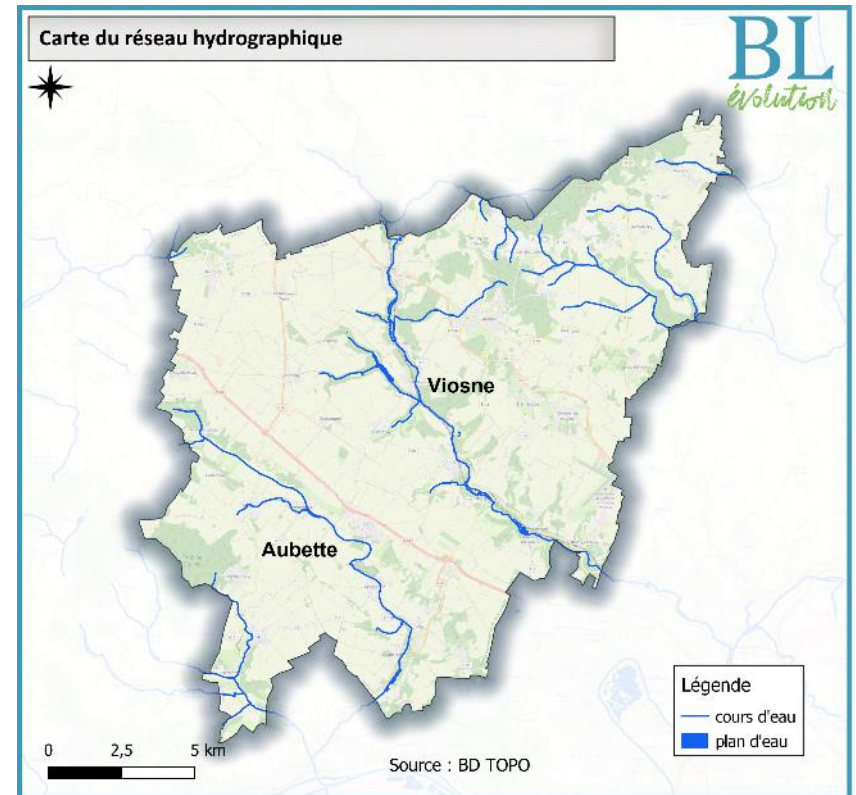 Carte du réseau hydrographique
BL
évolution
Viosne
Aubette
Légende
cours d'eau
plan d'eau
0 2,5 5 km
Source : BD TOPO